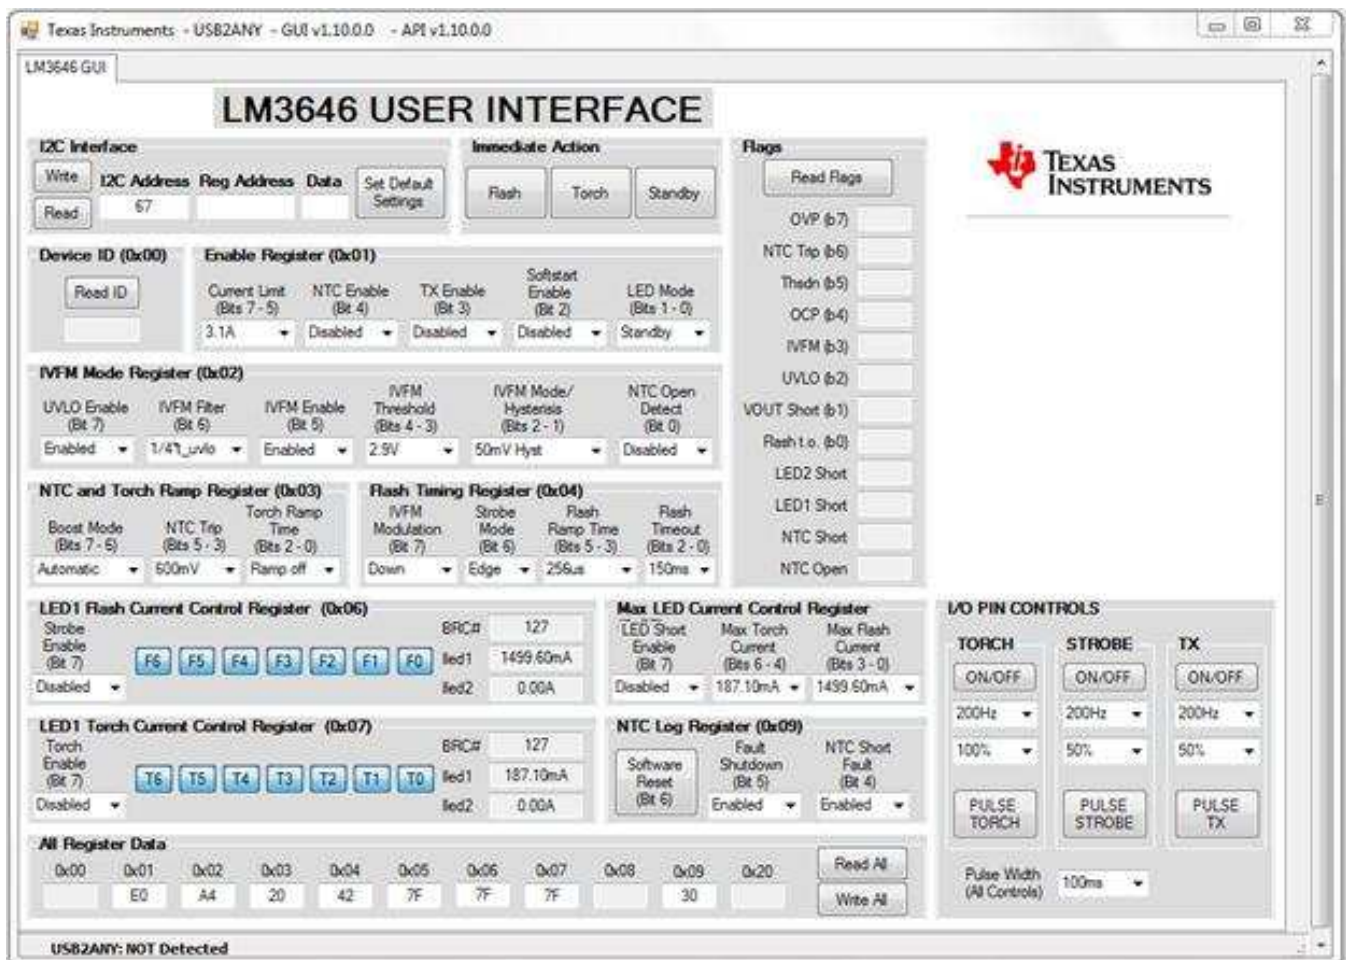 Texas Instruments - USB2ANY - GUI v1.10.0.0 - API v1.10.0.0
LM3646 GUI
LM3646 USER INTERFACE
TEXAS INSTRUMENTS
I2C Interface
Write
Read
I2C Address Reg Address Data
67
Set Default Settings
Immediate Action
Flash Torch Standby
Flags
Read Flags
OVP (b7)
NTC Trip (b6)
Thsdn (b5)
OCP (b4)
IVFM (b3)
UVLO (b2)
VOUT Short (b1)
Flash t.o. (b0)
LED2 Short
LED1 Short
NTC Short
NTC Open
Device ID (0x00)
Read ID
Enable Register (0x01)
Current Limit (Bits 7 - 5) NTC Enable (Bit 4) TX Enable (Bit 3) Softstart Enable (Bit 2) LED Mode (Bits 1 - 0)
3.1A Disabled Disabled Disabled Standby
IVFM Mode Register (0x02)
UVLO Enable (Bit 7) IVFM Filter (Bit 6) IVFM Enable (Bit 5) IVFM Threshold (Bits 4 - 3) IVFM Mode/ Hysterisis (Bits 2 - 1) NTC Open Detect (Bit 0)
Enabled 1/4*t_uvlo Enabled 2.9V 50mV Hyst Disabled
NTC and Torch Ramp Register (0x03)
Boost Mode (Bits 7 - 6) NTC Trip (Bits 5 - 3) Torch Ramp Time (Bits 2 - 0)
Automatic 600mV Ramp off
Flash Timing Register (0x04)
IVFM Modulation (Bit 7) Strobe Mode (Bit 6) Flash Ramp Time (Bits 5 - 3) Flash Timeout (Bits 2 - 0)
Down Edge 256us 150ms
LED1 Flash Current Control Register (0x06)
Strobe Enable (Bit 7)
Disabled
F6 F5 F4 F3 F2 F1 F0
BRC# 127
Iled1 1499.60mA
Iled2 0.00A
Max LED Current Control Register
LED Short Enable (Bit 7) Max Torch Current (Bits 6 - 4) Max Flash Current (Bits 3 - 0)
Disabled 187.10mA 1499.60mA
LED1 Torch Current Control Register (0x07)
Torch Enable (Bit 7)
Disabled
T6 T5 T4 T3 T2 T1 T0
BRC# 127
Iled1 187.10mA
Iled2 0.00A
NTC Log Register (0x09)
Software Reset (Bit 6)
Fault Shutdown (Bit 5) NTC Short Fault (Bit 4)
Enabled Enabled
I/O PIN CONTROLS
TORCH STROBE TX
ON/OFF ON/OFF ON/OFF
200Hz 200Hz 200Hz
100% 50% 50%
PULSE TORCH PULSE STROBE PULSE TX
Pulse Width (All Controls) 100ms
All Register Data
0x00 0x01 0x02 0x03 0x04 0x05 0x06 0x07 0x08 0x09 0x20
E0 A4 20 42 7F 7F 7F 30
Read All
Write All
USB2ANY: NOT Detected